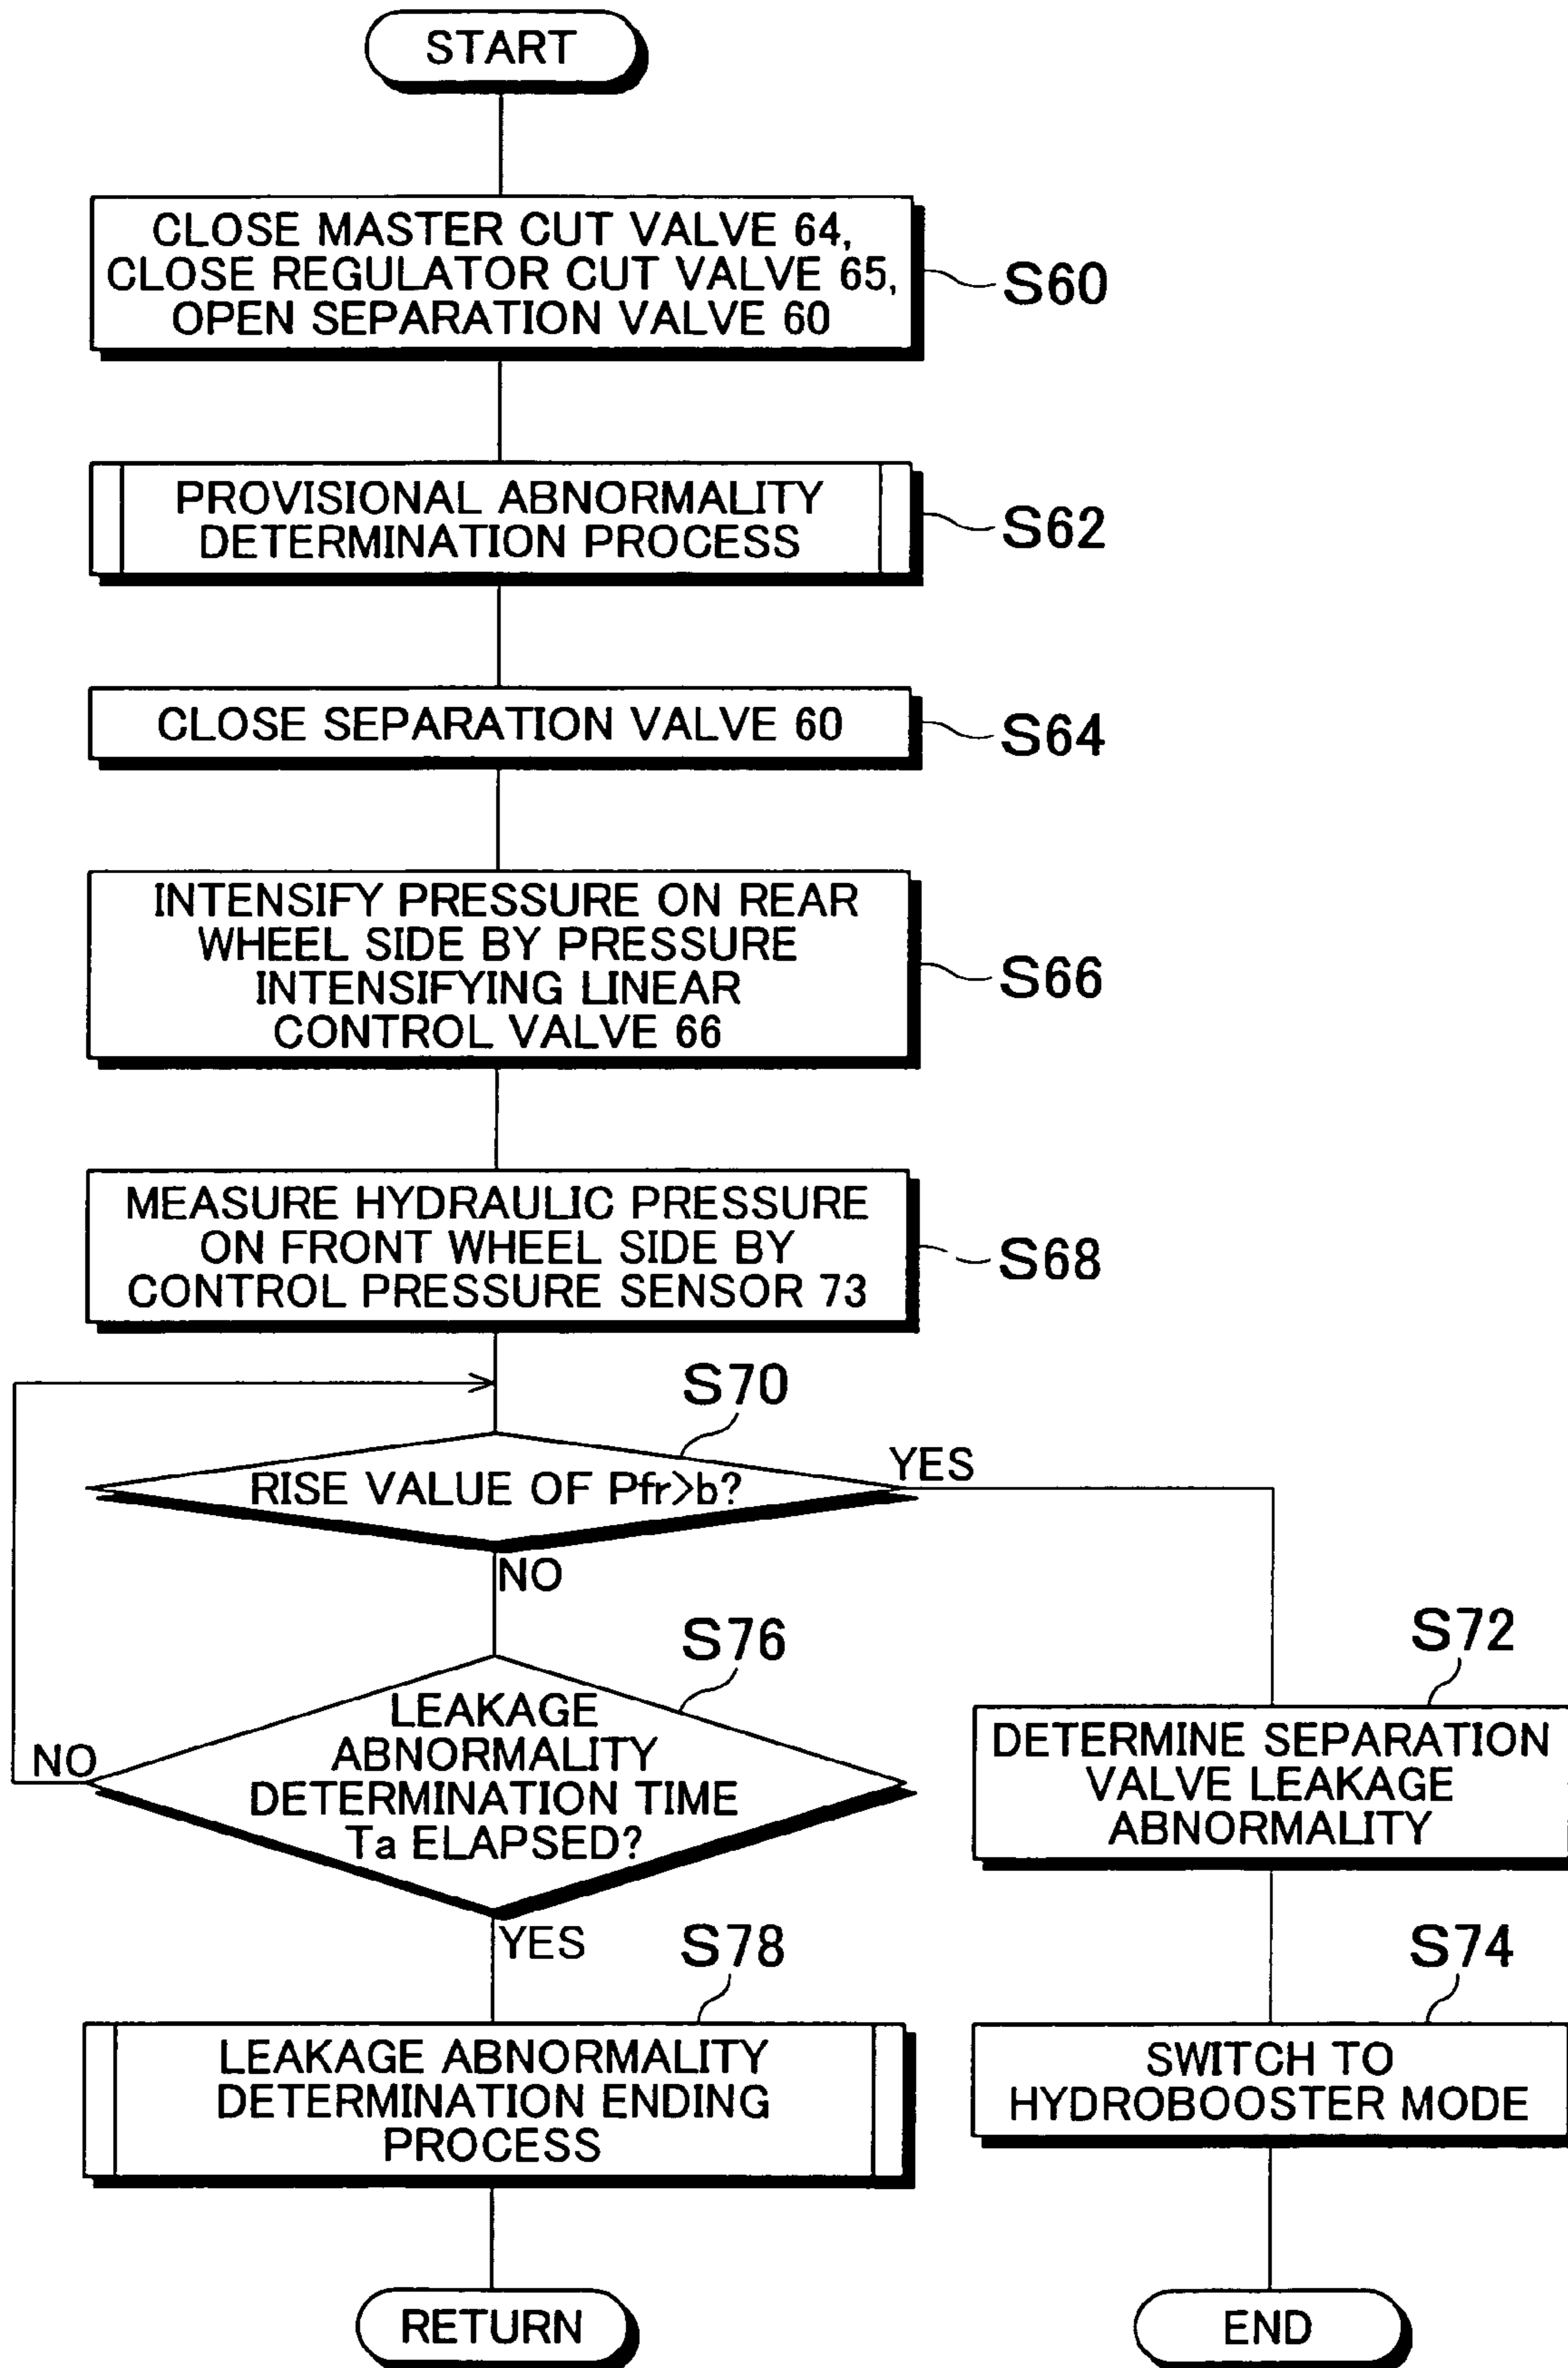 START
CLOSE MASTER CUT VALVE 64,
CLOSE REGULATOR CUT VALVE 65,
OPEN SEPARATION VALVE 60
S60
PROVISIONAL ABNORMALITY
DETERMINATION PROCESS
S62
CLOSE SEPARATION VALVE 60
S64
INTENSIFY PRESSURE ON REAR
WHEEL SIDE BY PRESSURE
INTENSIFYING LINEAR
CONTROL VALVE 66
S66
MEASURE HYDRAULIC PRESSURE
ON FRONT WHEEL SIDE BY
CONTROL PRESSURE SENSOR 73
S68
S70
RISE VALUE OF Pfr>b?
YES
NO
S76
LEAKAGE
ABNORMALITY
DETERMINATION TIME
Ta ELAPSED?
NO
YES
S72
DETERMINE SEPARATION
VALVE LEAKAGE
ABNORMALITY
S78
LEAKAGE ABNORMALITY
DETERMINATION ENDING
PROCESS
S74
SWITCH TO
HYDROBOOSTER MODE
RETURN
END